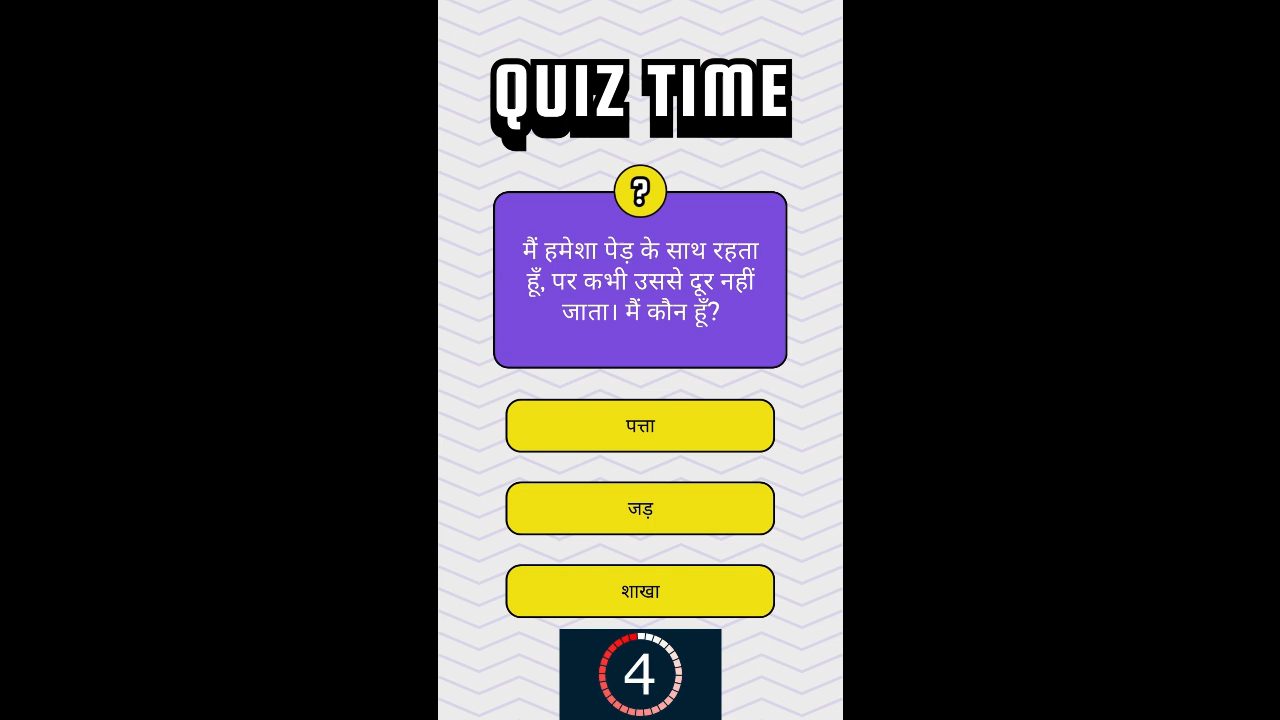 QUIZ TIME
?
मैं हमेशा पेड़ के साथ रहता
हूँ, पर कभी उससे दूर नहीं
जाता। मैं कौन हूँ?
पत्ता
जड़
शाखा
4